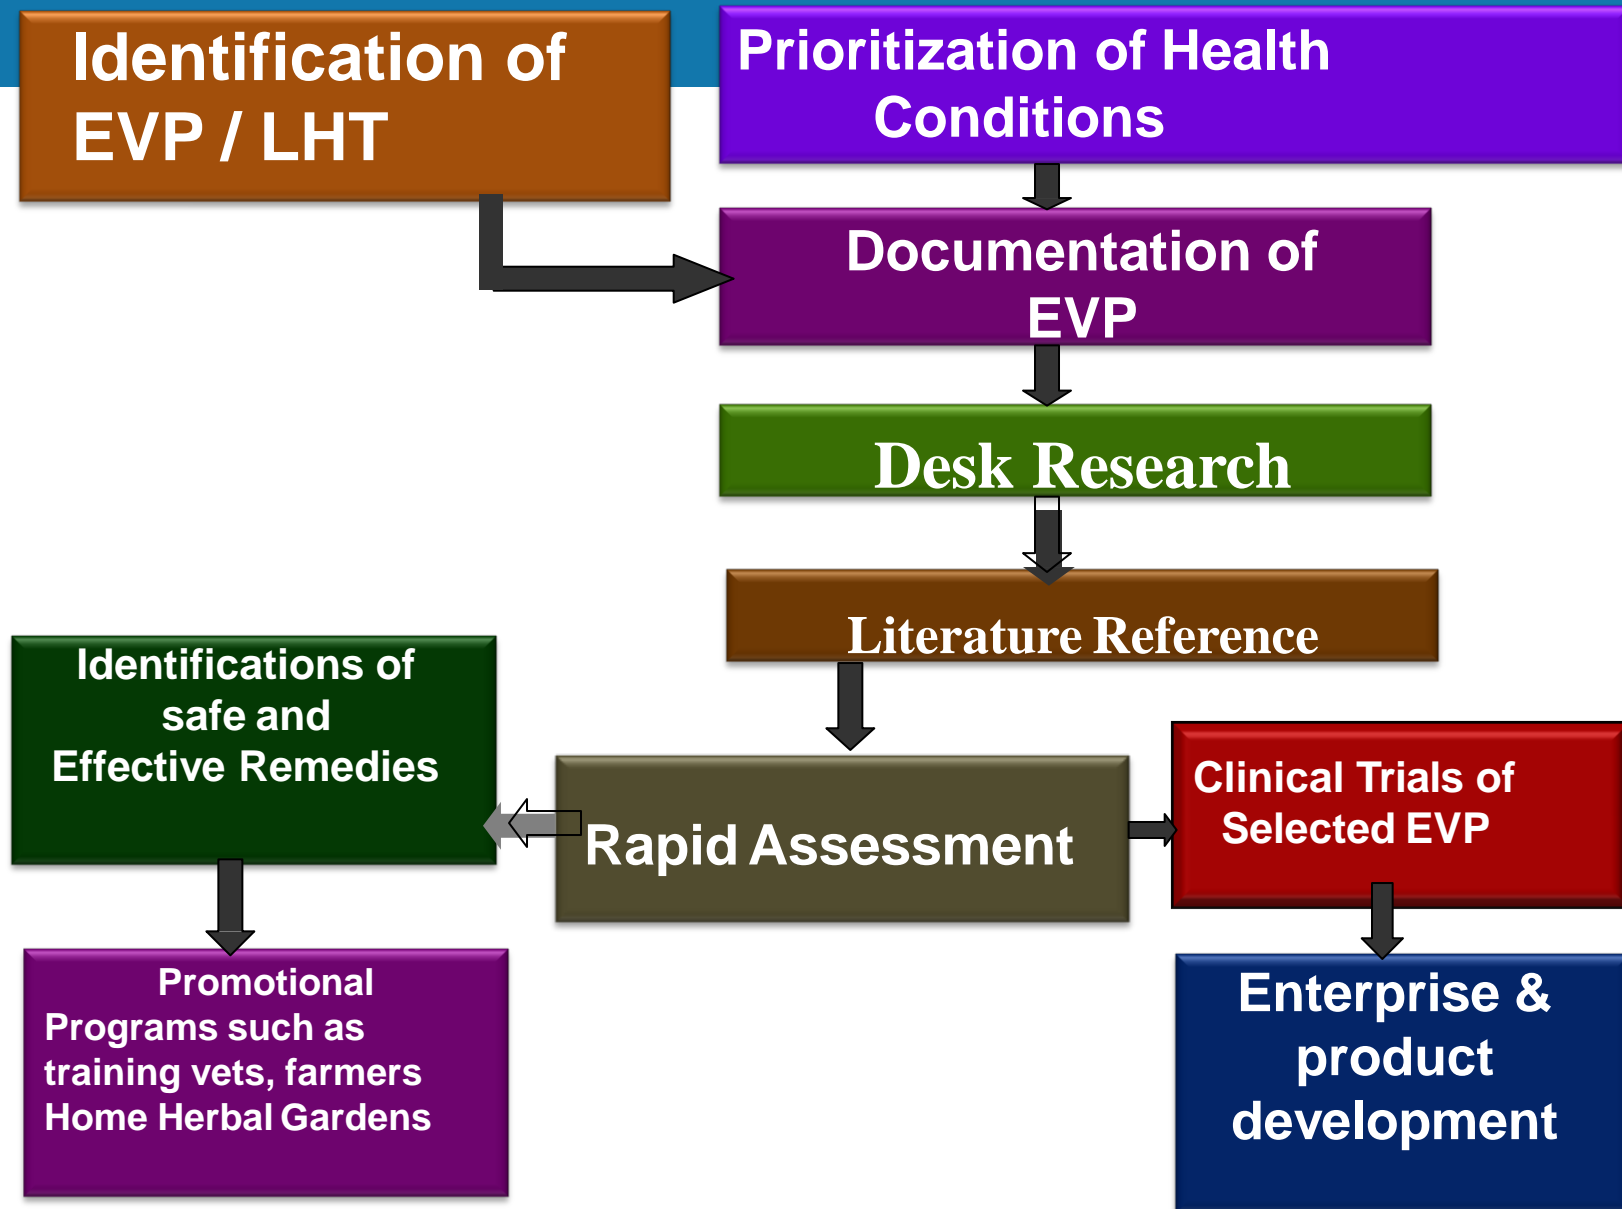 Identification of
EVP / LHT
Prioritization of Health
Conditions
Documentation of
EVP
Desk Research
Literature Reference
Identifications of
safe and
Effective Remedies
Rapid Assessment
Clinical Trials of
Selected EVP
Promotional
Programs such as
training vets, farmers
Home Herbal Gardens
Enterprise &
product
development